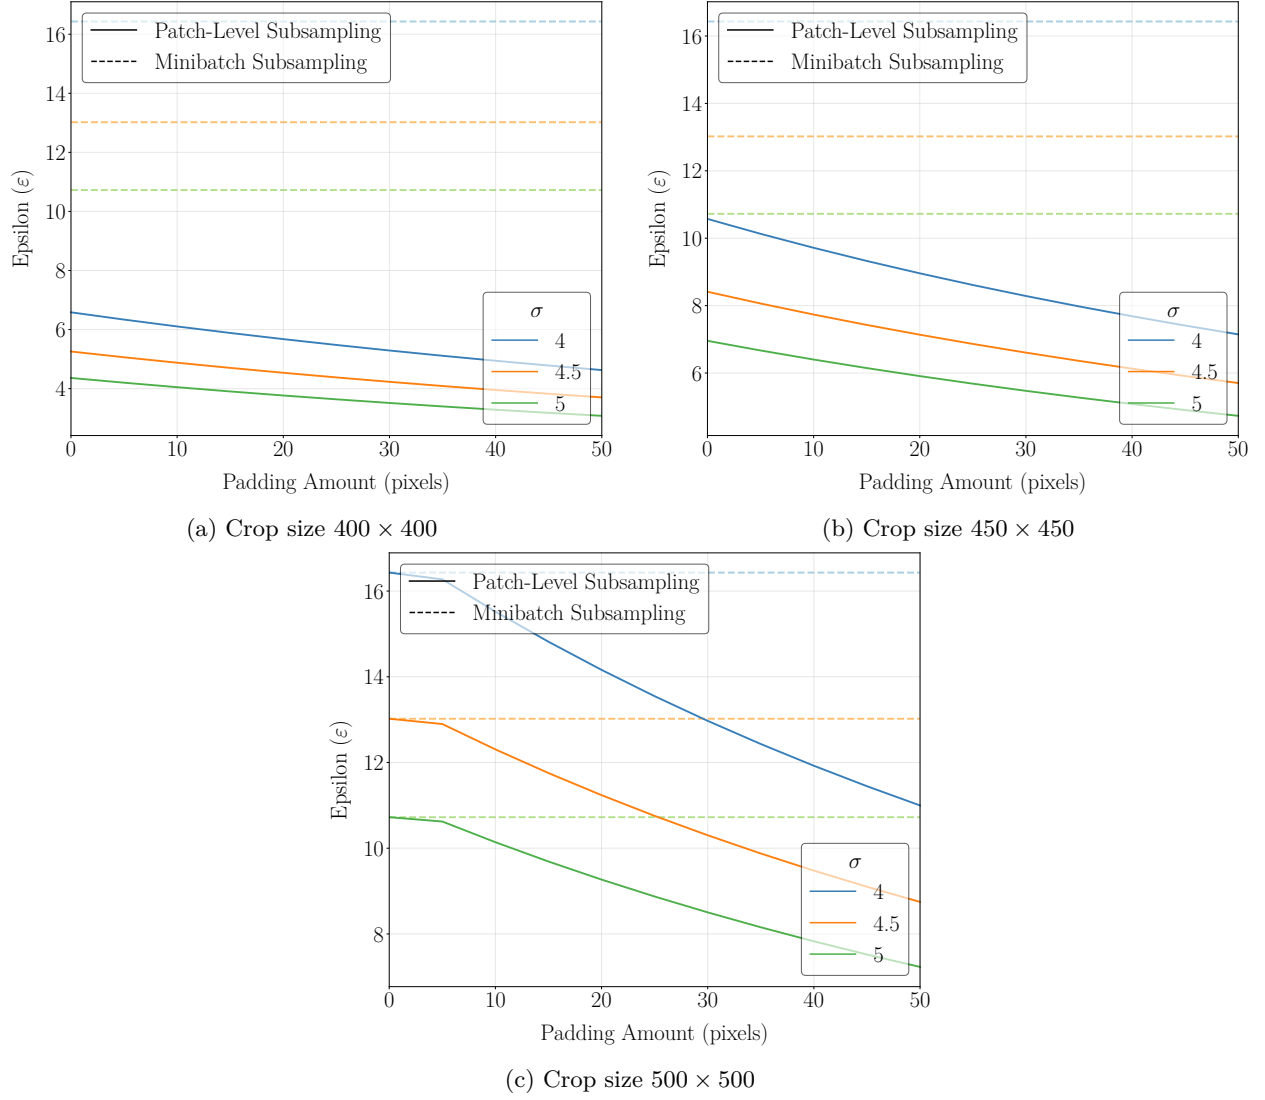 Patch-Level Subsampling
Minibatch Subsampling
16
14
12
10
8
6
4
Epsilon (ε)
σ
4
4.5
5
0 10 20 30 40 50
Padding Amount (pixels)
(a) Crop size 400 × 400
Patch-Level Subsampling
Minibatch Subsampling
16
14
12
10
8
6
Epsilon (ε)
σ
4
4.5
5
0 10 20 30 40 50
Padding Amount (pixels)
(b) Crop size 450 × 450
Patch-Level Subsampling
Minibatch Subsampling
16
14
12
10
8
Epsilon (ε)
σ
4
4.5
5
0 10 20 30 40 50
Padding Amount (pixels)
(c) Crop size 500 × 500